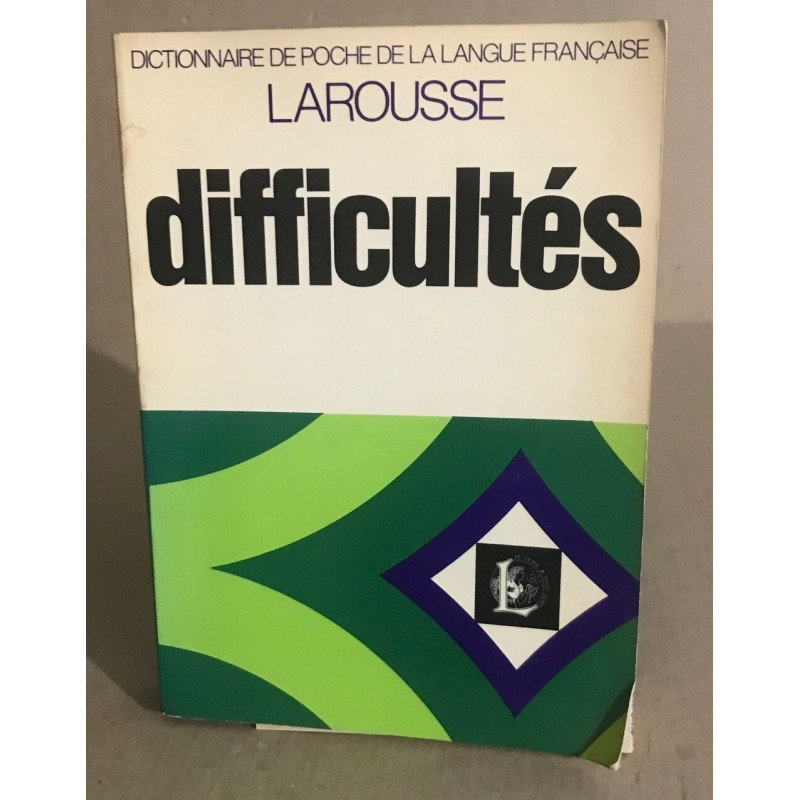 DICTIONNAIRE DE POCHE DE LA LANGUE FRANÇAISE
LAROUSSE
difficultés
L